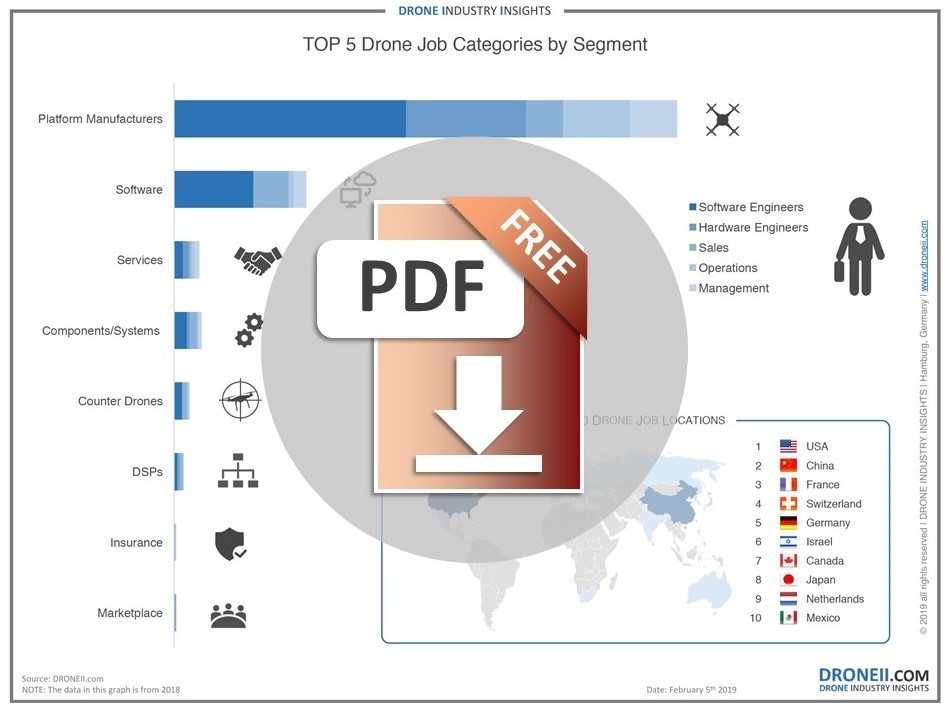 DRONE INDUSTRY INSIGHTS
TOP 5 Drone Job Categories by Segment
Platform Manufacturers
Software
Services
Components/Systems
Counter Drones
DSPs
Insurance
Marketplace
Software Engineers
Hardware Engineers
Sales
Operations
Management
FREE
PDF
DRONE JOB LOCATIONS
1 USA
2 China
3 France
4 Switzerland
5 Germany
6 Israel
7 Canada
8 Japan
9 Netherlands
10 Mexico
© 2019 all rights reserved | DRONE INDUSTRY INSIGHTS | Hamburg, Germany | www.droneii.com
Source: DRONEII.com
NOTE: The data in this graph is from 2018
Date: February 5th 2019
DRONEII.COM
DRONE INDUSTRY INSIGHTS